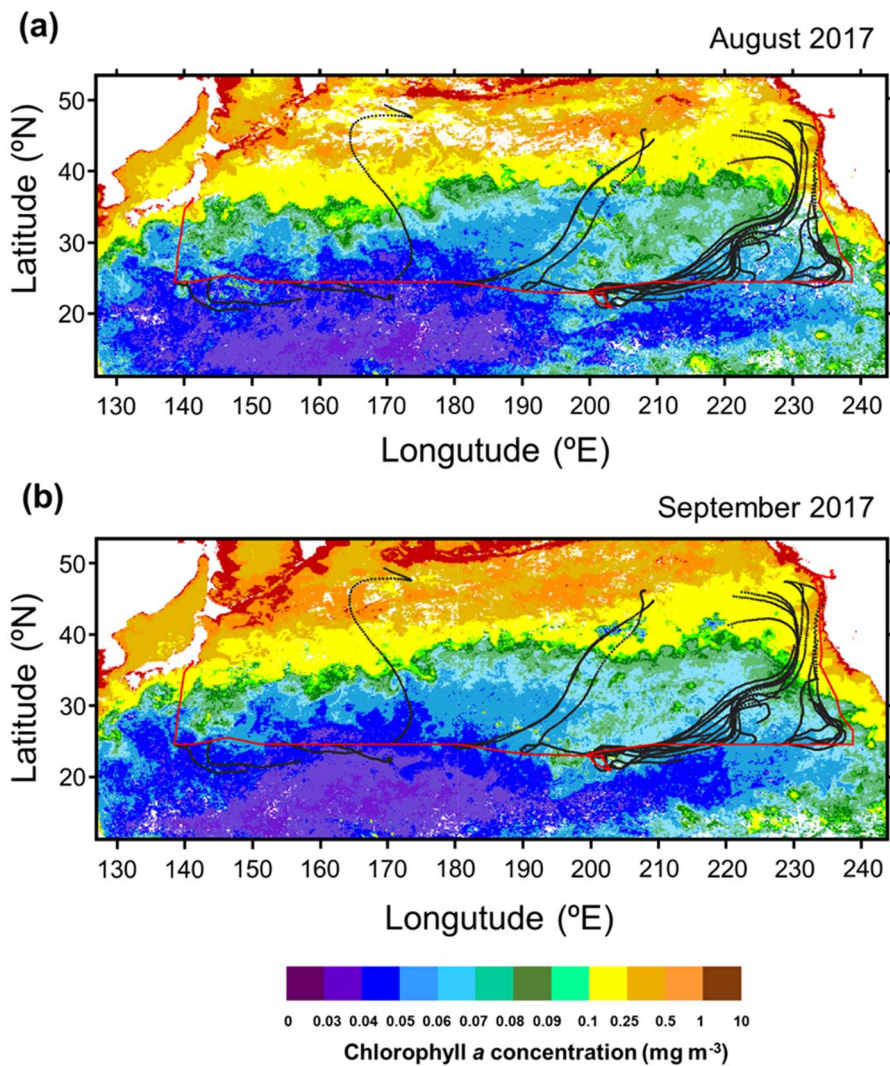 (a)
August 2017
Latitude (ºN)
50
40
30
20
130 140 150 160 170 180 190 200 210 220 230 240
Longutude (ºE)
(b)
September 2017
Latitude (ºN)
50
40
30
20
130 140 150 160 170 180 190 200 210 220 230 240
Longutude (ºE)
0 0.03 0.04 0.05 0.06 0.07 0.08 0.09 0.1 0.25 0.5 1 10
Chlorophyll a concentration (mg m-3)